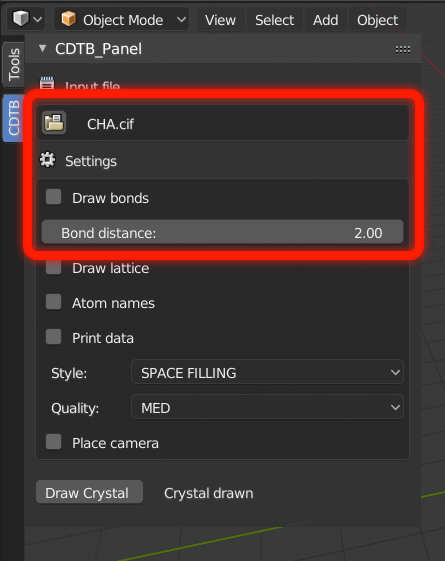 Object Mode View Select Add Object
Tools
CDTB
CDTB_Panel
Input file
CHA.cif
Settings
Draw bonds
Bond distance: 2.00
Draw lattice
Atom names
Print data
Style: SPACE FILLING
Quality: MED
Place camera
Draw Crystal Crystal drawn